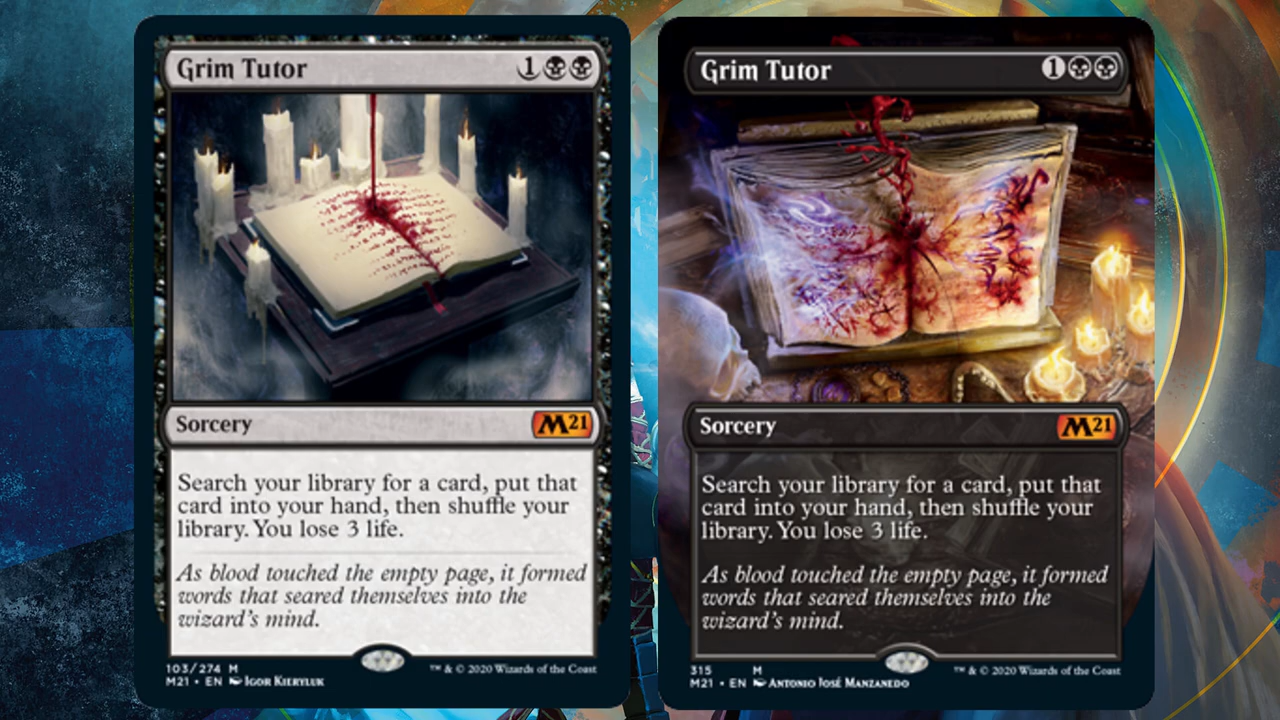 Grim Tutor 1
Sorcery M21
Search your library for a card, put that
card into your hand, then shuffle your
library. You lose 3 life.
As blood touched the empty page, it formed
words that seared themselves into the
wizard's mind.
103/274 M ™ & © 2020 Wizards of the Coast
M21 • EN Igor Kieryluk
Grim Tutor 1
Sorcery M21
Search your library for a card, put that
card into your hand, then shuffle your
library. You lose 3 life.
As blood touched the empty page, it formed
words that seared themselves into the
wizard's mind.
315 M ™ & © 2020 Wizards of the Coast
M21 • EN Antonio José Manzanedo